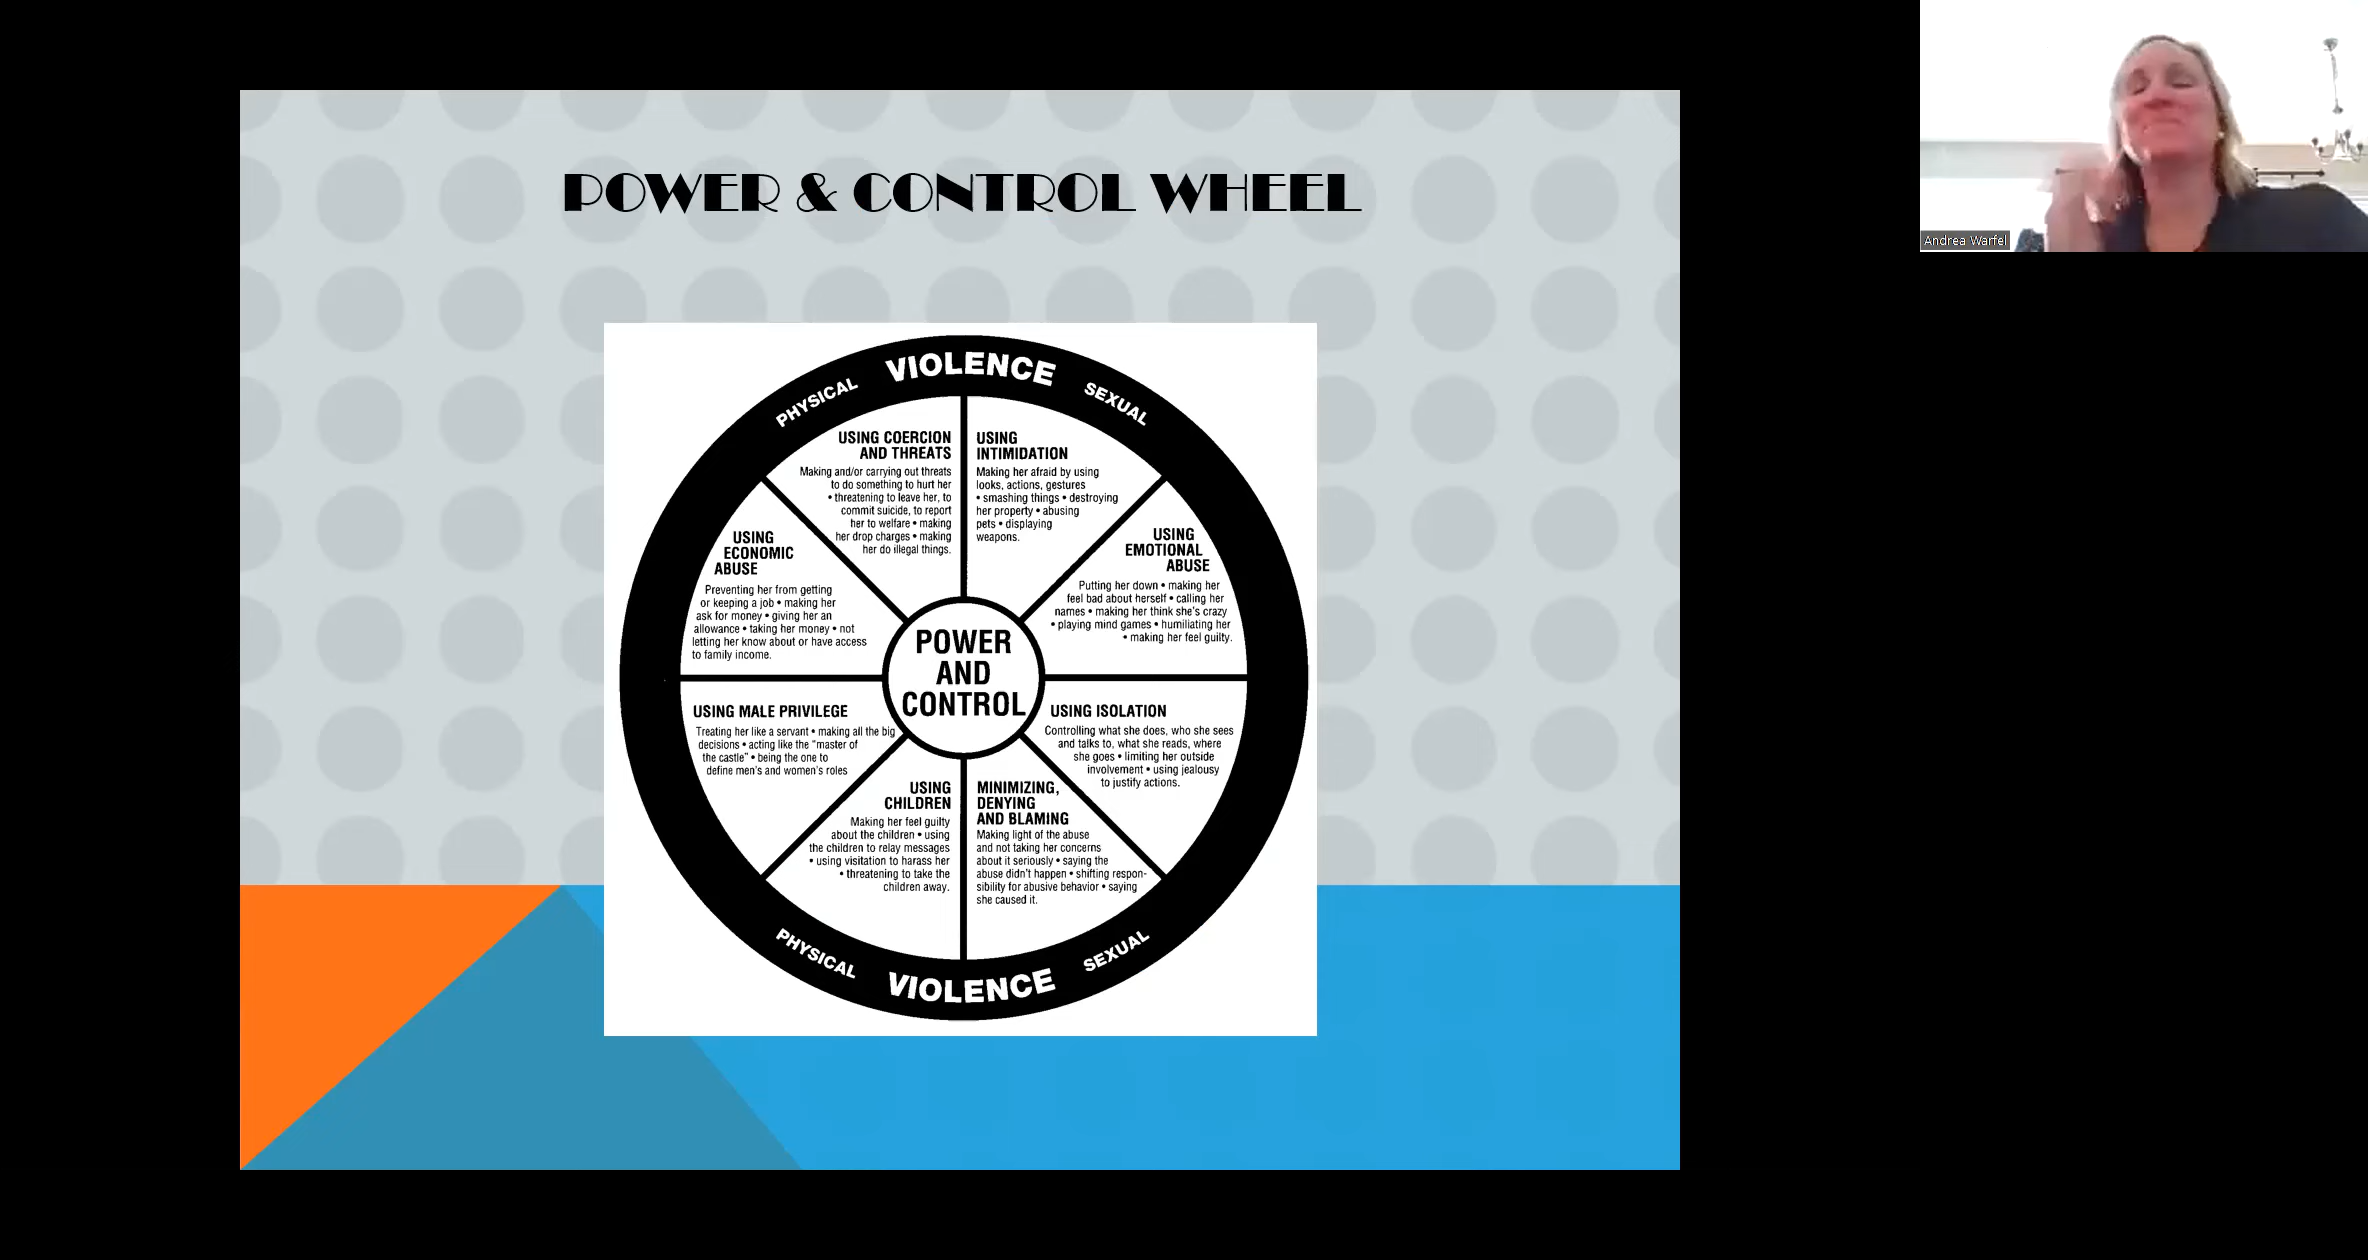 POWER & CONTROL WHEEL
Andrea Warfel
PHYSICAL VIOLENCE SEXUAL
USING COERCION
AND THREATS
Making and/or carrying out threats
to do something to hurt her
• threatening to leave her, to
commit suicide, to report
her to welfare • making
her drop charges • making
her do illegal things.
USING
INTIMIDATION
Making her afraid by using
looks, actions, gestures
• smashing things • destroying
her property • abusing
pets • displaying
weapons.
USING
EMOTIONAL
ABUSE
Putting her down • making her
feel bad about herself • calling her
names • making her think she's crazy
• playing mind games • humiliating her
• making her feel guilty.
USING ISOLATION
Controlling what she does, who she sees
and talks to, what she reads, where
she goes • limiting her outside
involvement • using jealousy
to justify actions.
MINIMIZING,
DENYING
AND BLAMING
Making light of the abuse
and not taking her concerns
about it seriously • saying the
abuse didn't happen • shifting respon-
sibility for abusive behavior • saying
she caused it.
USING
CHILDREN
Making her feel guilty
about the children • using
the children to relay messages
• using visitation to harass her
• threatening to take the
children away.
USING MALE PRIVILEGE
Treating her like a servant • making all the big
decisions • acting like the "master of
the castle" • being the one to
define men's and women's roles
USING
ECONOMIC
ABUSE
Preventing her from getting
or keeping a job • making her
ask for money • giving her an
allowance • taking her money • not
letting her know about or have access
to family income.
POWER
AND
CONTROL
PHYSICAL VIOLENCE SEXUAL